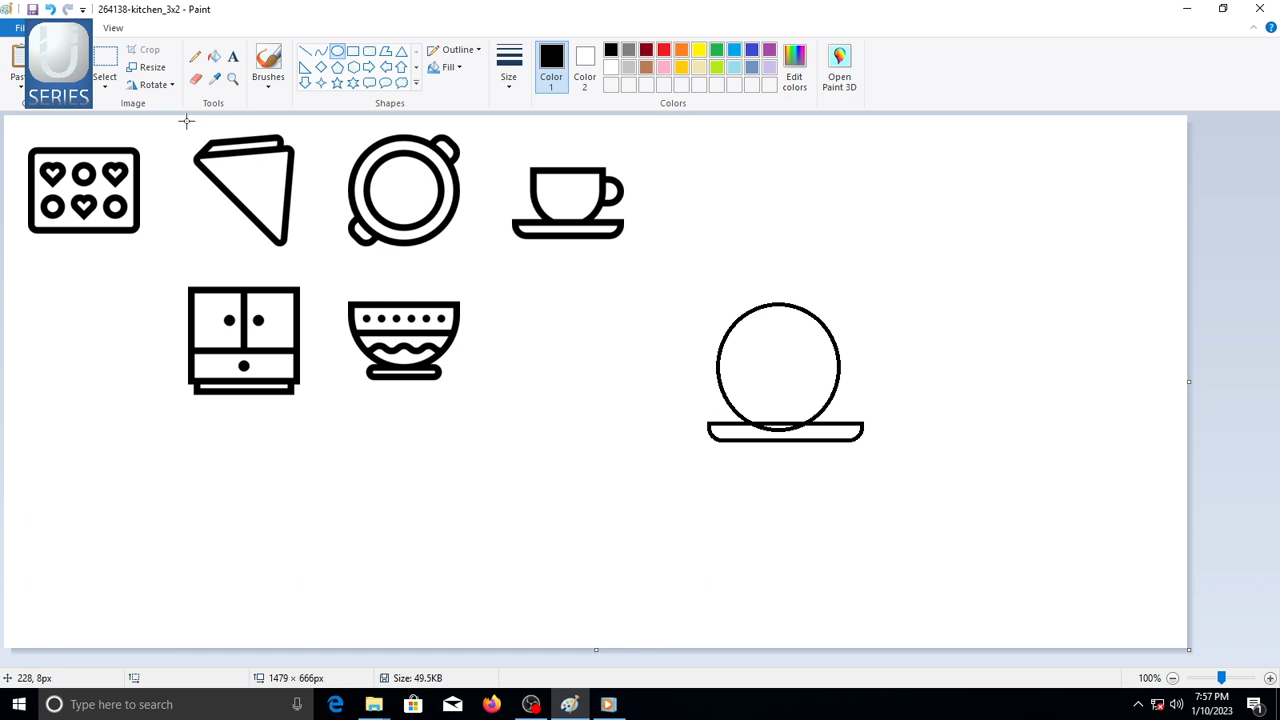 264138-kitchen_3x2 - Paint
View
Crop
Resize
Rotate
Select
Outline
Fill
Brushes
Size
Color 1
Color 2
Edit colors
Open Paint 3D
Image
Tools
Shapes
Colors
U
SERIES
228, 8px
1479 × 666px
Size: 49.5KB
100%
Type here to search
7:57 PM
1/10/2023